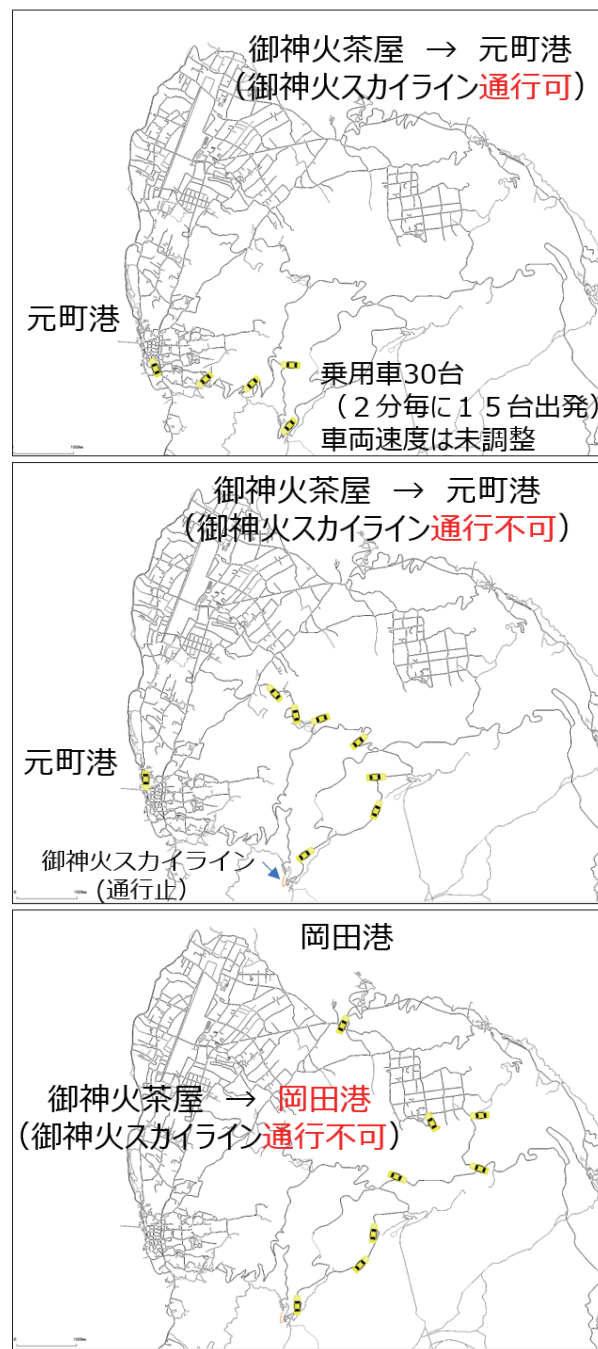 御神火茶屋 → 元町港
（御神火スカイライン通行可）
元町港
乗用車30台
（２分毎に１５台出発）
車両速度は未調整
御神火茶屋 → 元町港
（御神火スカイライン通行不可）
元町港
御神火スカイライン
(通行止)
岡田港
御神火茶屋 → 岡田港
（御神火スカイライン通行不可）